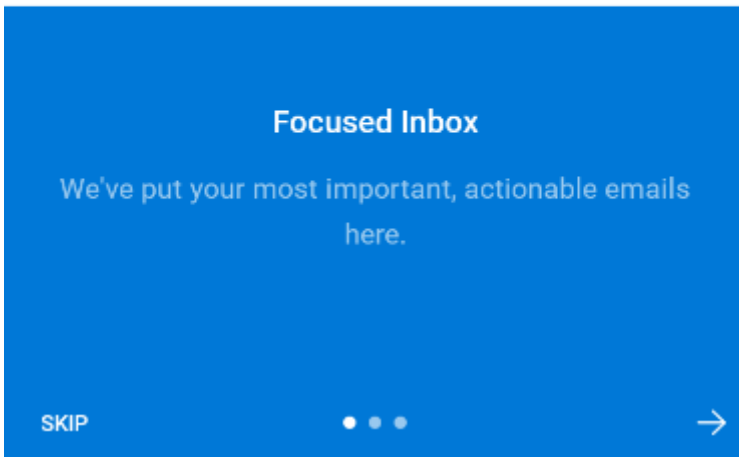 Focused Inbox
We've put your most important, actionable emails
here.
SKIP